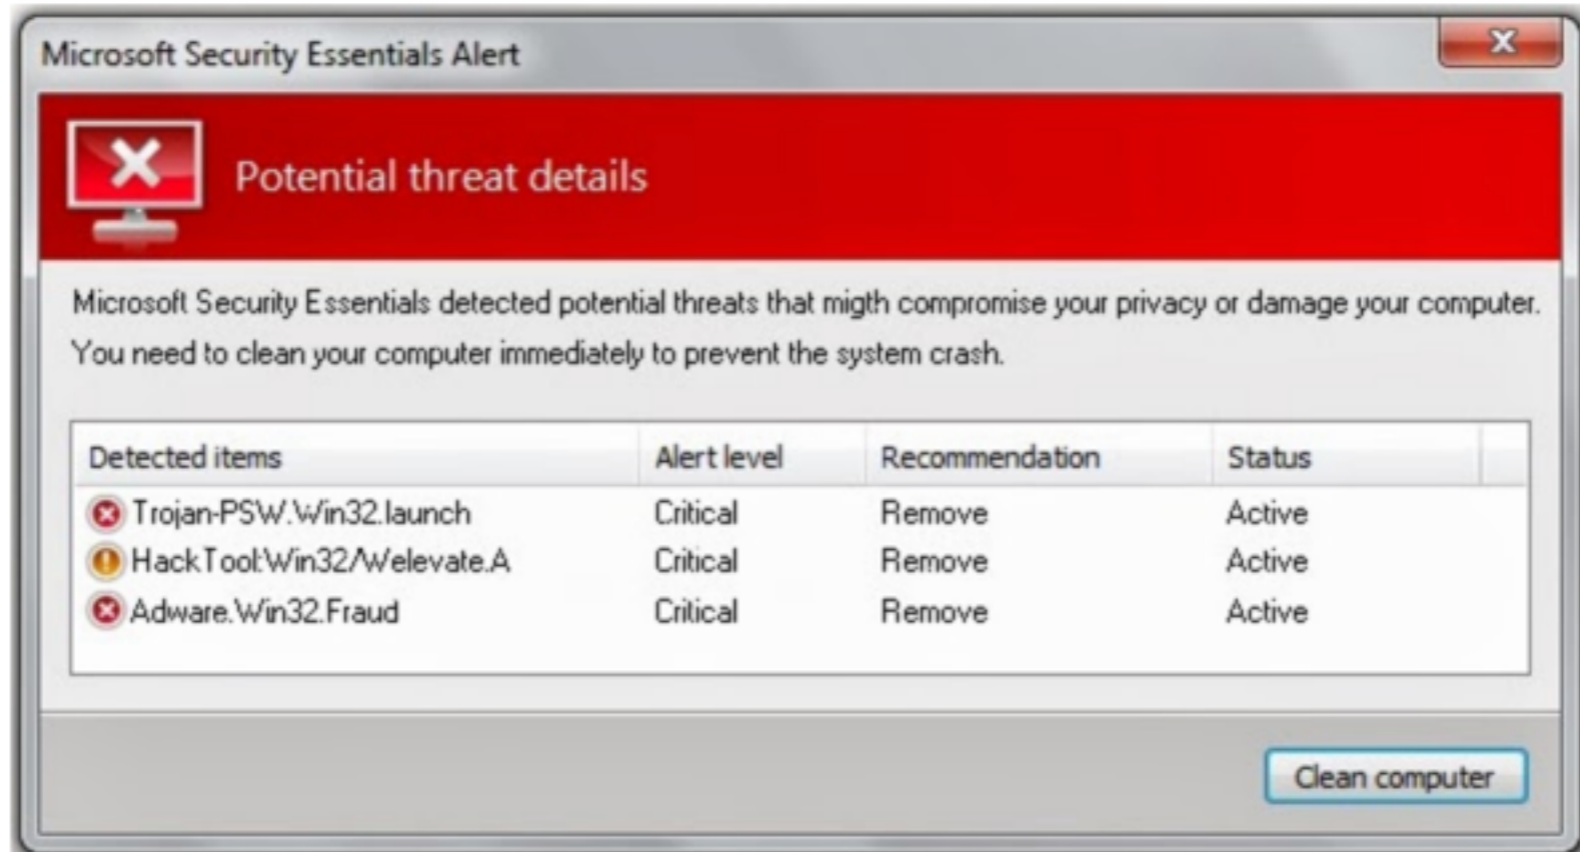 Microsoft Security Essentials Alert
Potential threat details
Microsoft Security Essentials detected potential threats that migth compromise your privacy or damage your computer.
You need to clean your computer immediately to prevent the system crash.
Detected items Alert level Recommendation Status
Trojan-PSW.Win32.launch Critical Remove Active
HackTool:Win32/Welevate.A Critical Remove Active
Adware.Win32.Fraud Critical Remove Active
Clean computer